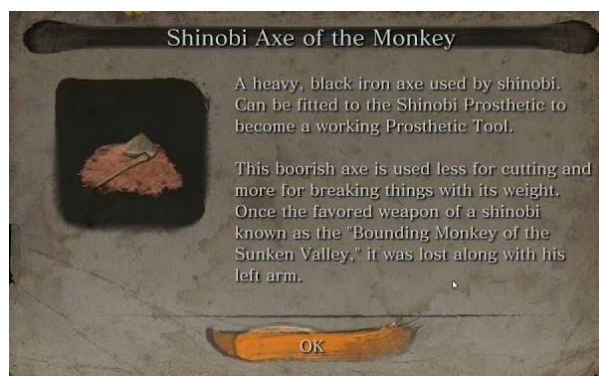 Shinobi Axe of the Monkey
A heavy, black iron axe used by shinobi.
Can be fitted to the Shinobi Prosthetic to
become a working Prosthetic Tool.
This boorish axe is used less for cutting and
more for breaking things with its weight.
Once the favored weapon of a shinobi
known as the "Bounding Monkey of the
Sunken Valley," it was lost along with his
left arm.
OK